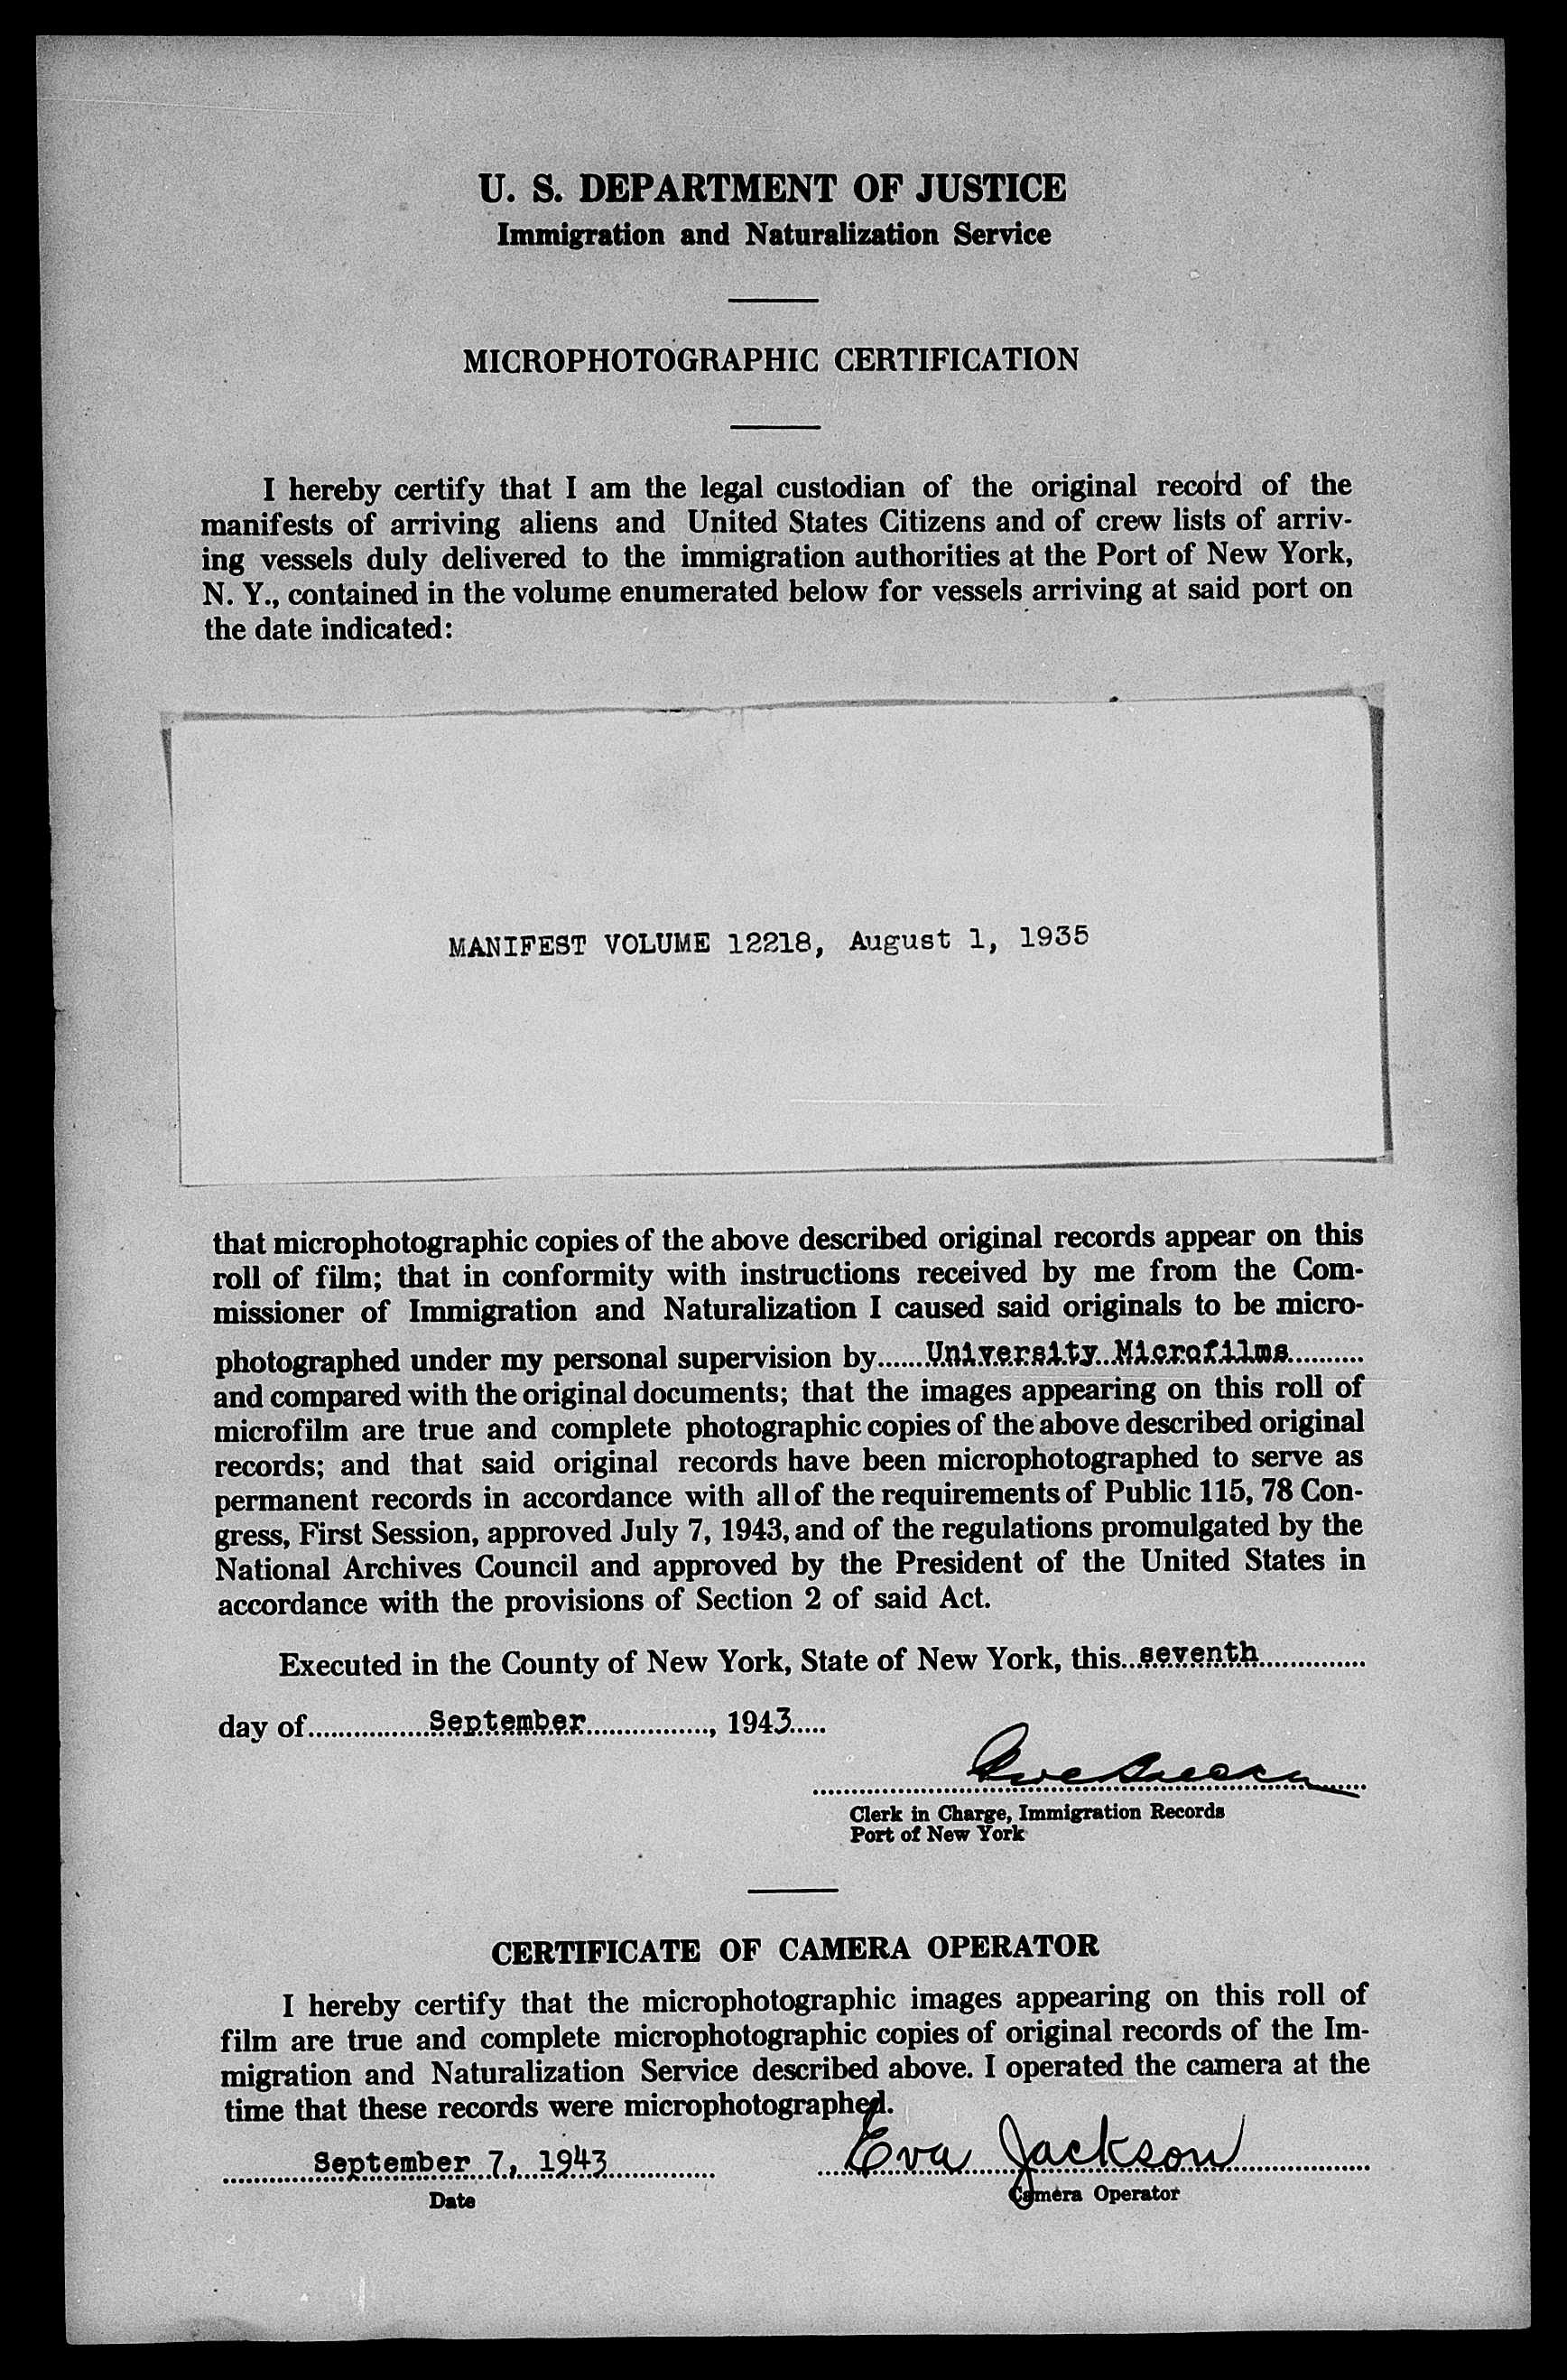 U. S. DEPARTMENT OF JUSTICE
Immigration and Naturalization Service
MICROPHOTOGRAPHIC CERTIFICATION
I hereby certify that I am the legal custodian of the original record of the
manifests of arriving aliens and United States Citizens and of crew lists of arriv-
ing vessels duly delivered to the immigration authorities at the Port of New York,
N. Y., contained in the volume enumerated below for vessels arriving at said port on
the date indicated:
MANIFEST VOLUME 12218, August 1, 1935
that microphotographic copies of the above described original records appear on this
roll of film; that in conformity with instructions received by me from the Com-
missioner of Immigration and Naturalization I caused said originals to be micro-
photographed under my personal supervision by......University Microfilms..........
and compared with the original documents; that the images appearing on this roll of
microfilm are true and complete photographic copies of the above described original
records; and that said original records have been microphotographed to serve as
permanent records in accordance with all of the requirements of Public 115, 78 Con-
gress, First Session, approved July 7, 1943, and of the regulations promulgated by the
National Archives Council and approved by the President of the United States in
accordance with the provisions of Section 2 of said Act.
Executed in the County of New York, State of New York, this..seventh..............
day of................September................, 1943.....
Clerk in Charge, Immigration Records
Port of New York
CERTIFICATE OF CAMERA OPERATOR
I hereby certify that the microphotographic images appearing on this roll of
film are true and complete microphotographic copies of original records of the Im-
migration and Naturalization Service described above. I operated the camera at the
time that these records were microphotographed.
September 7, 1943 Eva Jackson
Date Camera Operator